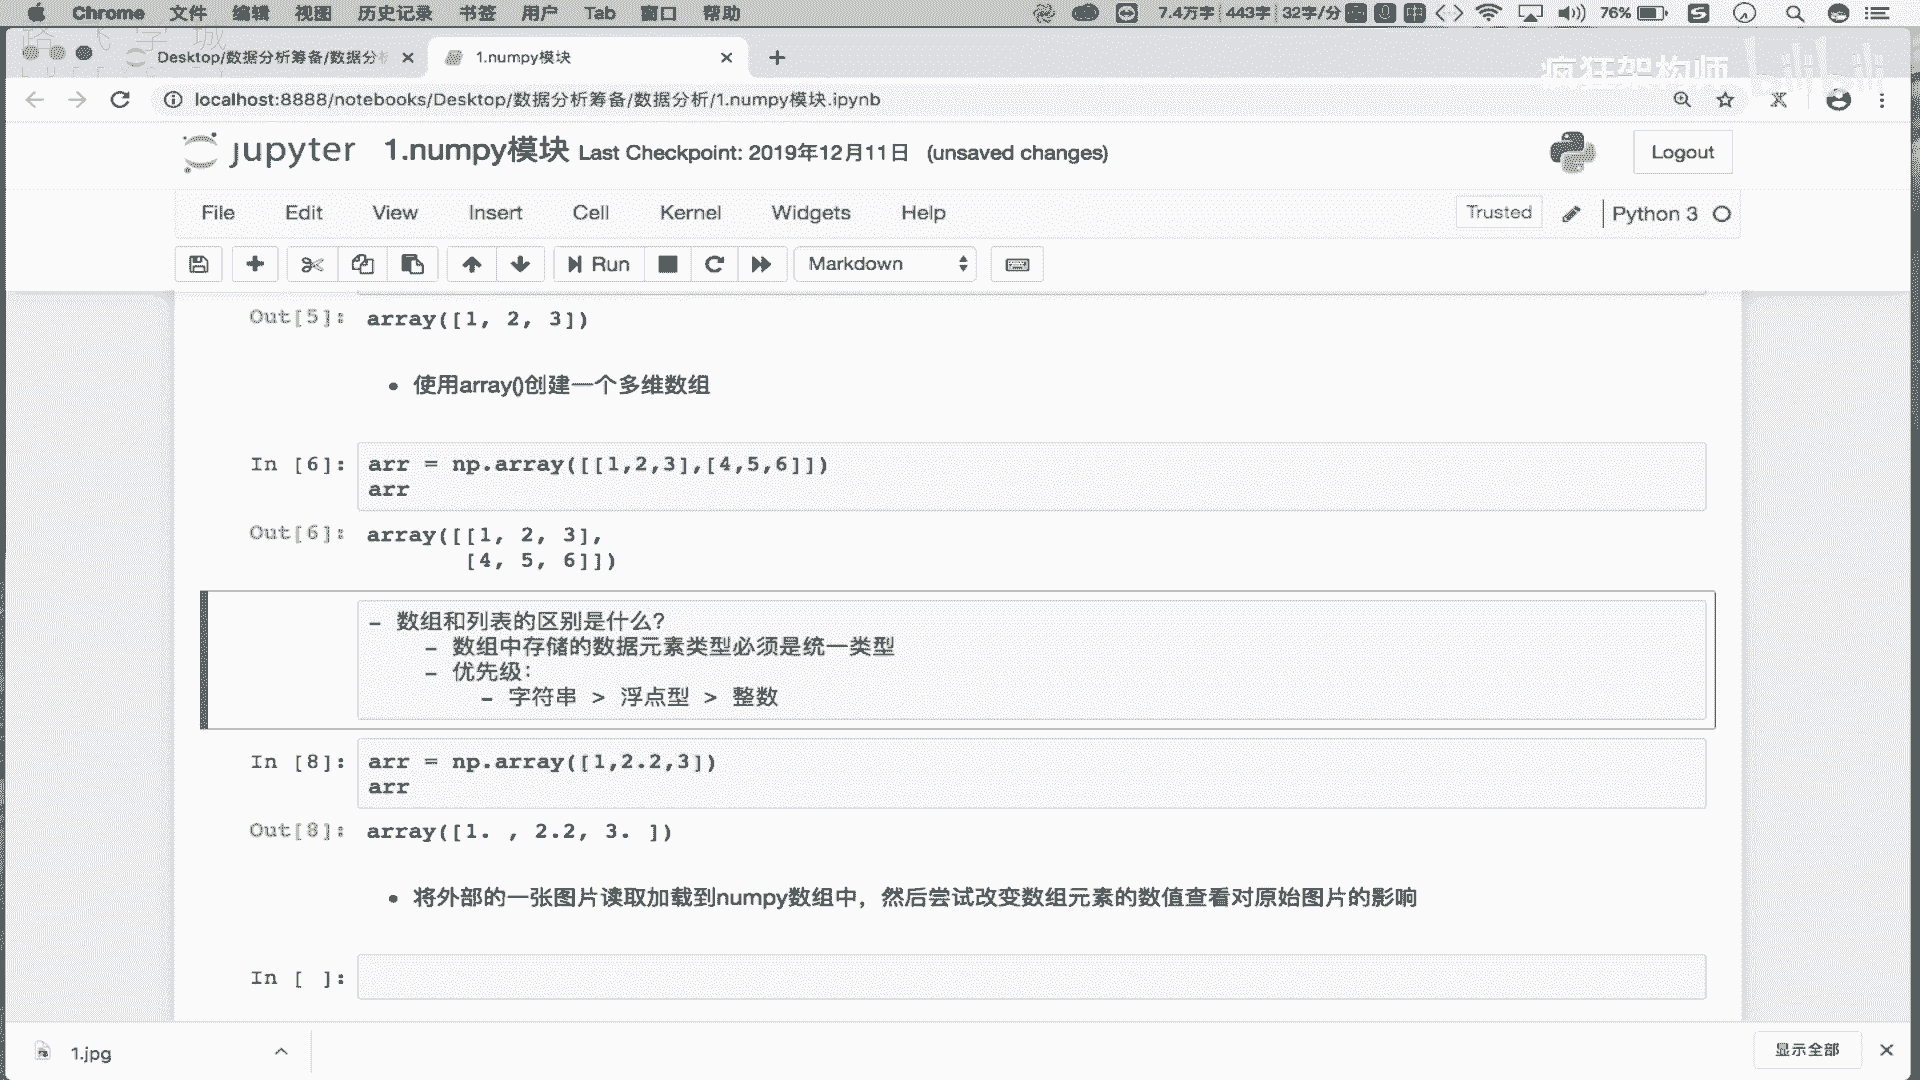 Chrome 文件 编辑 视图 历史记录 书签 用户 Tab 窗口 帮助 7.4万字 443字 32字/分 76%
Desktop/数据分析筹备/数据分析 1.numpy模块
疯狂架构师 bilibili
localhost:8888/notebooks/Desktop/数据分析筹备/数据分析/1.numpy模块.ipynb
jupyter 1.numpy模块 Last Checkpoint: 2019年12月11日 (unsaved changes) Logout
File Edit View Insert Cell Kernel Widgets Help Trusted Python 3
Run Markdown
Out[5]: array([1, 2, 3])
• 使用array()创建一个多维数组
In [6]: arr = np.array([[1,2,3],[4,5,6]])
arr
Out[6]: array([[1, 2, 3],
[4, 5, 6]])
- 数组和列表的区别是什么?
- 数组中存储的数据元素类型必须是统一类型
- 优先级:
- 字符串 > 浮点型 > 整数
In [8]: arr = np.array([1,2.2,3])
arr
Out[8]: array([1. , 2.2, 3. ])
• 将外部的一张图片读取加载到numpy数组中，然后尝试改变数组元素的数值查看对原始图片的影响
In [ ]:
1.jpg 显示全部